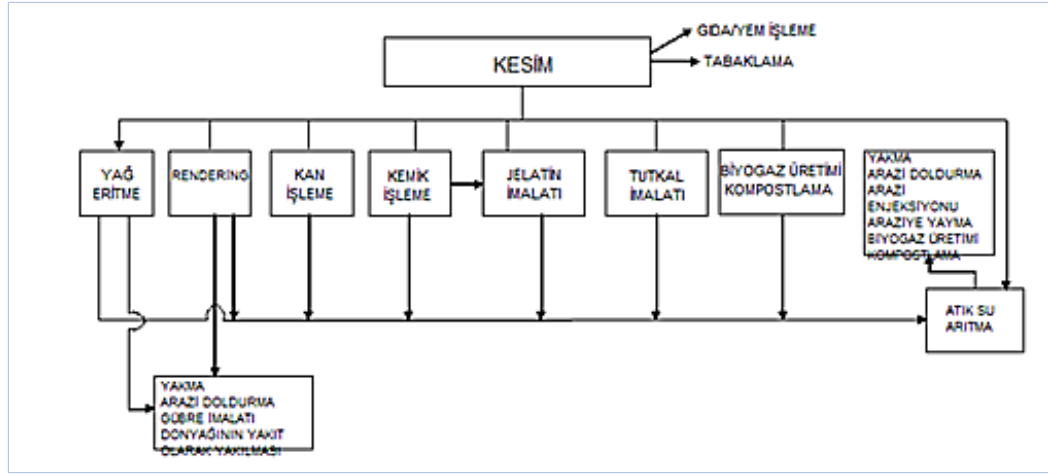 GIDA/YEM İŞLEME
KESİM
TABAKLAMA
YAĞ
ERİTME
RENDERING
KAN
İŞLEME
KEMİK
İŞLEME
JELATİN
İMALATI
TUTKAL
İMALATI
BİYOGAZ ÜRETİMİ
KOMPOSTLAMA
YAKMA
ARAZİ DOLDURMA
ARAZİ
ENJEKSİYONU
ARAZİYE YAYMA
BİYOGAZ ÜRETİMİ
KOMPOSTLAMA
ATIK SU
ARITMA
YAKMA
ARAZİ DOLDURMA
GÜBRE İMALATI
DONYAĞININ YAKIT
OLARAK YAKILMASI